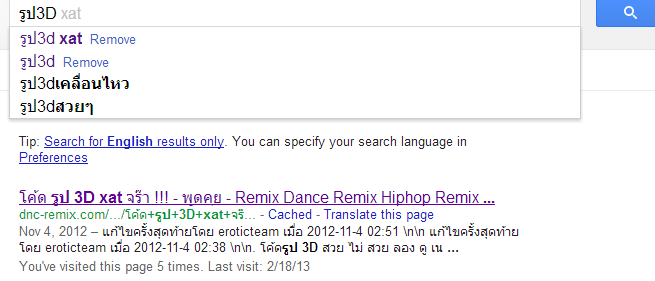 รูป3D xat
รูป3d xat Remove
รูป3d Remove
รูป3dเคลื่อนไหว
รูป3dสวยๆ
Tip: Search for English results only. You can specify your search language in
Preferences
โค้ด รูป 3D xat จร๊า !!! - พูดคย - Remix Dance Remix Hiphop Remix ...
dnc-remix.com/.../โค้ด+รูป+3D+xat+จรี... - Cached - Translate this page
Nov 4, 2012 – แก้ไขครั้งสุดท้ายโดย eroticteem เมื่อ 2012-11-4 02:51 \n\n แก้ไขครั้งสุดท้าย
โดย eroticteem เมื่อ 2012-11-4 02:38 \n\n. โค้ดรูป 3D สวย ไม่ สวย ลอง ดู เน ...
You've visited this page 5 times. Last visit: 2/18/13